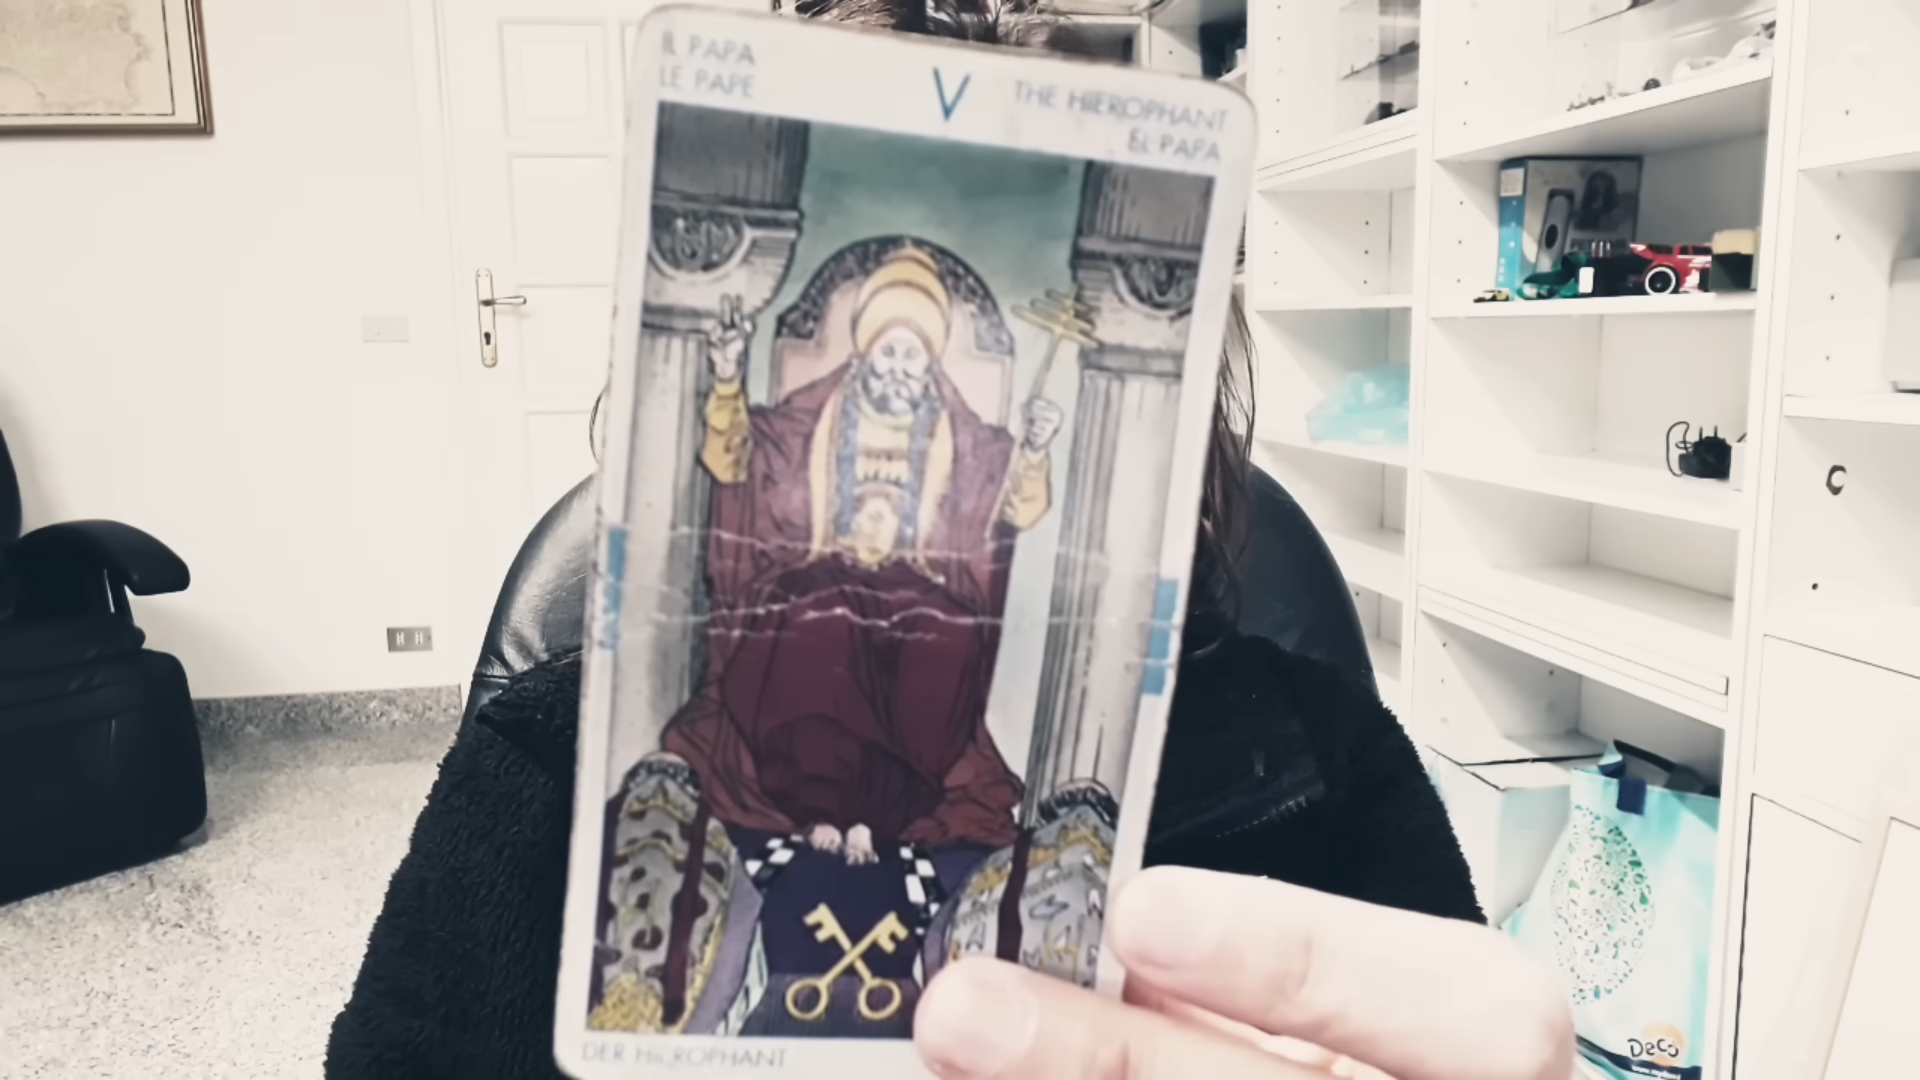 IL PAPA
LE PAPE
V
THE HIEROPHANT
EL PAPA
DER HIEROPHANT
Deco